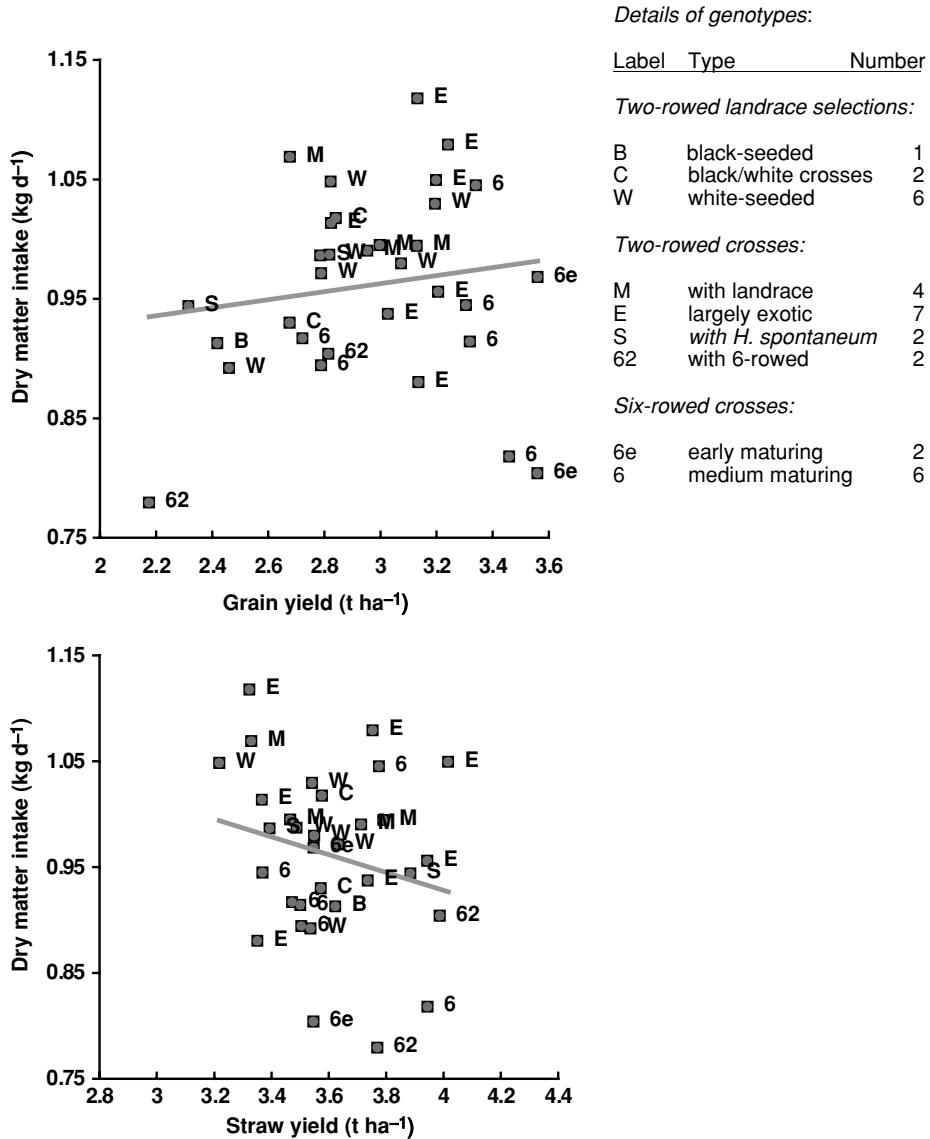 Details of genotypes:
Label Type Number
Two-rowed landrace selections:
B black-seeded 1
C black/white crosses 2
W white-seeded 6
Two-rowed crosses:
M with landrace 4
E largely exotic 7
S with H. spontaneum 2
62 with 6-rowed 2
Six-rowed crosses:
6e early maturing 2
6 medium maturing 6
Dry matter intake (kg d–1)
1.15
1.05
0.95
0.85
0.75
E
E
M
W
E
6
W
C
E
M
M
M
S
W
W
W
6e
E
S
6
E
C
B
6
6
62
6
W
E
6
6e
62
2 2.2 2.4 2.6 2.8 3 3.2 3.4 3.6
Grain yield (t ha–1)
Dry matter intake (kg d–1)
1.15
1.05
0.95
0.85
0.75
E
M
E
W
6
E
W
C
E
M
M
M
S
W
W
W
6e
E
S
6
E
C
6
6
B
62
6
W
E
6
6e
62
2.8 3 3.2 3.4 3.6 3.8 4 4.2 4.4
Straw yield (t ha–1)